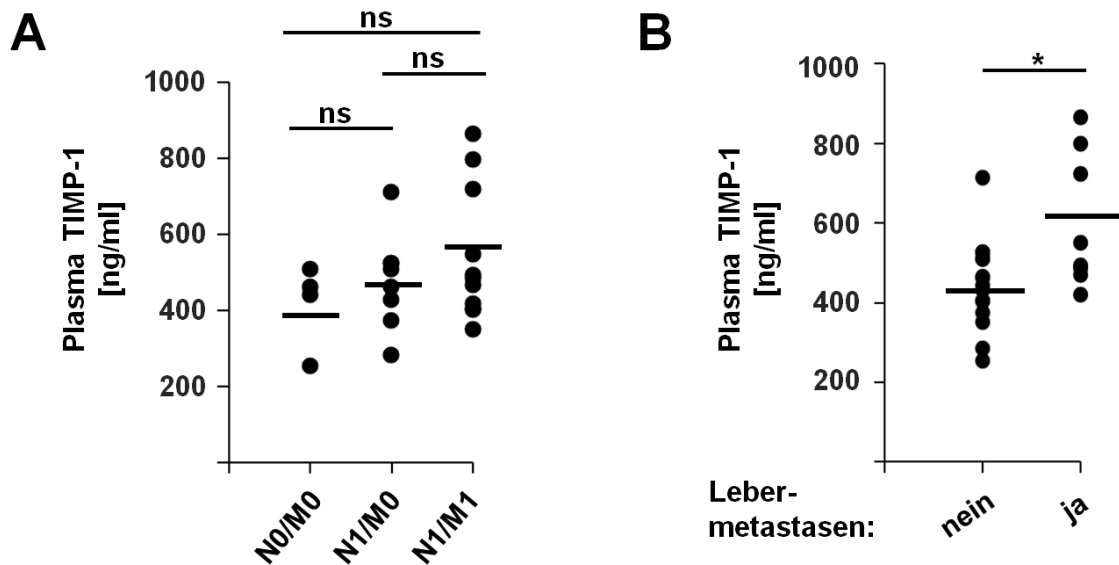 A
ns
ns
ns
1000
800
600
400
200
Plasma TIMP-1
[ng/ml]
N0/M0
N1/M0
N1/M1
B
*
1000
800
600
400
200
Plasma TIMP-1
[ng/ml]
Leber-
metastasen:
nein
ja